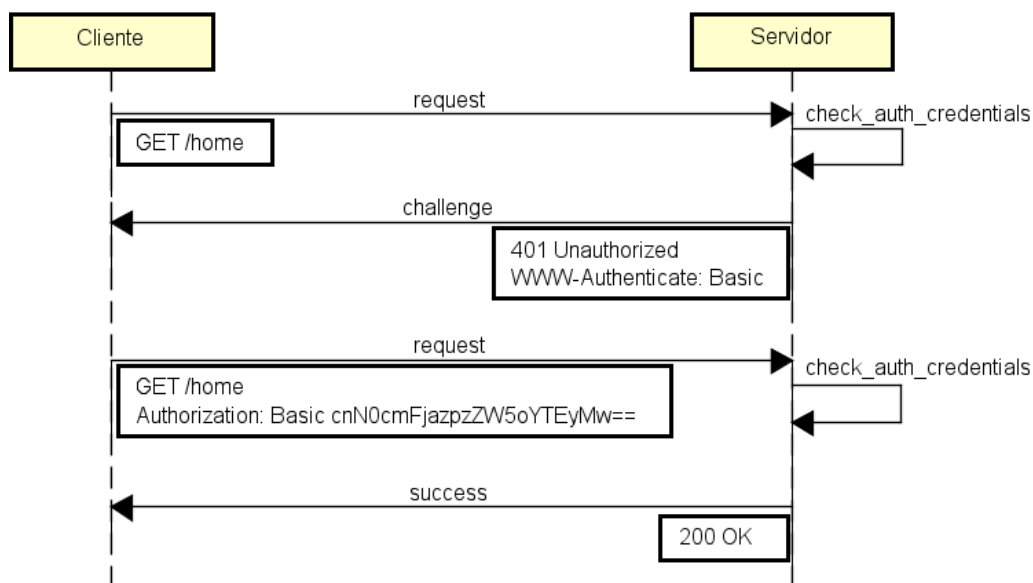 Cliente
Servidor
request
check_auth_credentials
GET /home
challenge
401 Unauthorized
WWW-Authenticate: Basic
request
check_auth_credentials
GET /home
Authorization: Basic cnN0cmFjazpzZW5oYTEyMw==
success
200 OK